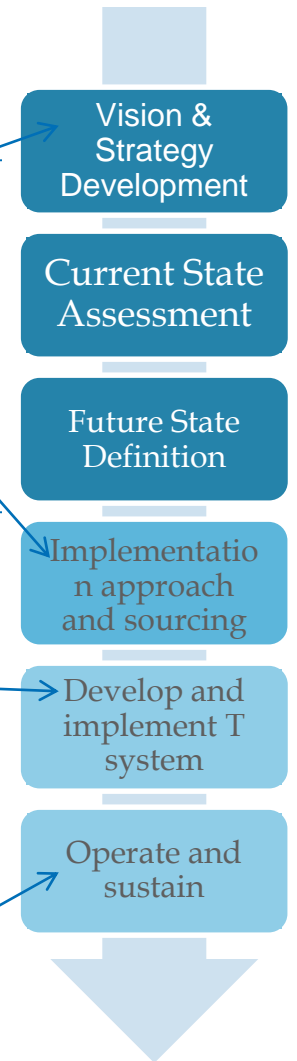 Vision &
Strategy
Development
Current State
Assessment
Future State
Definition
Implementatio
n approach
and sourcing
Develop and
implement T
system
Operate and
sustain